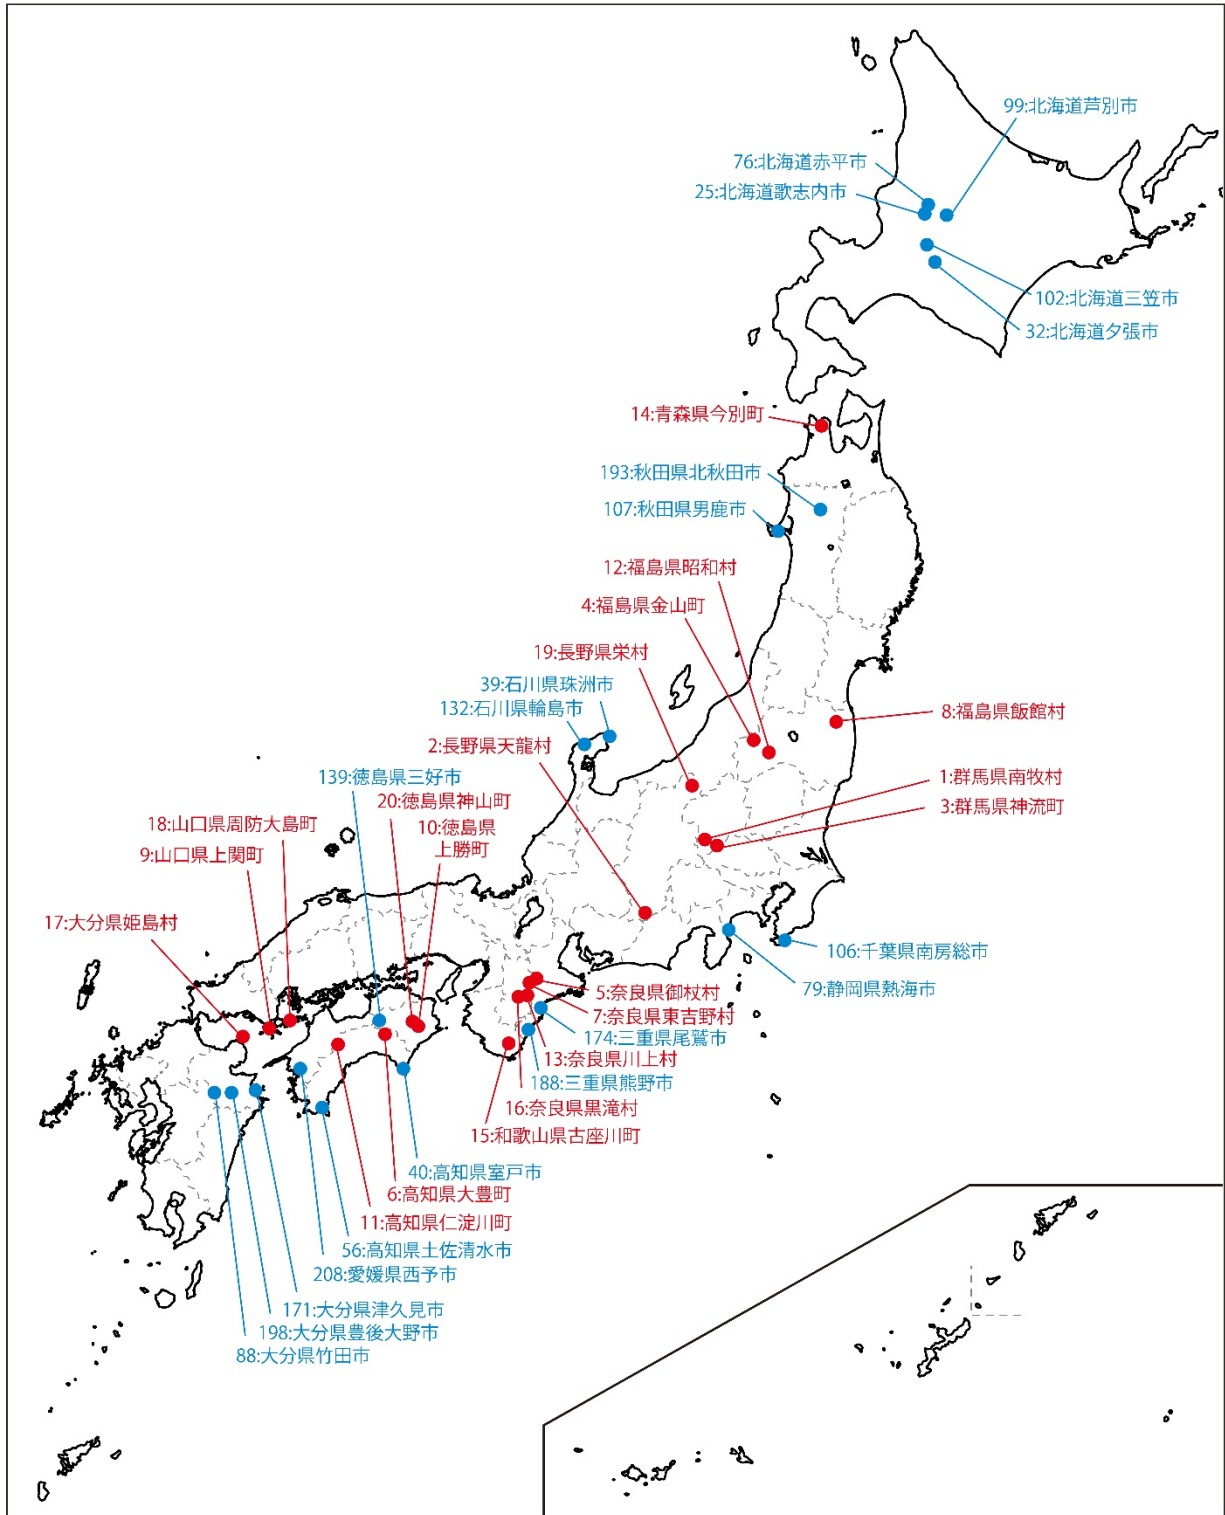 99:北海道芦別市
76:北海道赤平市
25:北海道歌志内市
102:北海道三笠市
32:北海道夕張市
14:青森県今別町
193:秋田県北秋田市
107:秋田県男鹿市
12:福島県昭和村
4:福島県金山町
19:長野県栄村
39:石川県珠洲市
132:石川県輪島市
8:福島県飯館村
2:長野県天龍村
139:徳島県三好市
1:群馬県南牧村
20:徳島県神山町
3:群馬県神流町
18:山口県周防大島町
10:徳島県
上勝町
9:山口県上関町
17:大分県姫島村
106:千葉県南房総市
79:静岡県熱海市
5:奈良県御杖村
7:奈良県東吉野村
174:三重県尾鷲市
13:奈良県川上村
188:三重県熊野市
16:奈良県黒滝村
15:和歌山県古座川町
40:高知県室戸市
6:高知県大豊町
11:高知県仁淀川町
56:高知県土佐清水市
208:愛媛県西予市
171:大分県津久見市
198:大分県豊後大野市
88:大分県竹田市